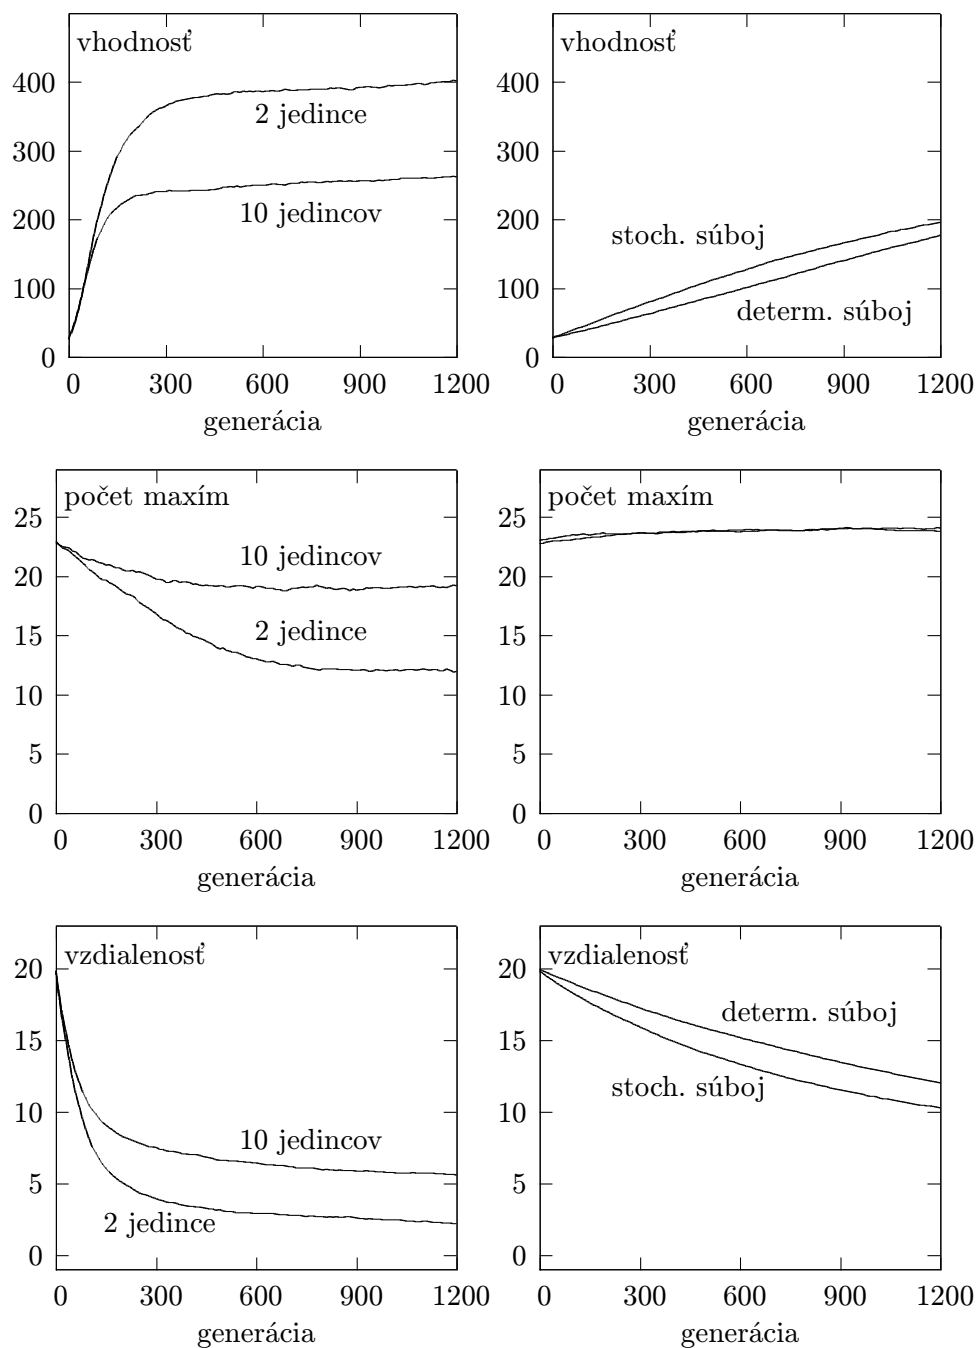 vhodnosť
400
2 jedince
300
10 jedincov
200
100
0
0 300 600 900 1200
generácia
vhodnosť
400
300
stoch. súboj
200
100
determ. súboj
0
0 300 600 900 1200
generácia
počet maxím
25
10 jedincov
20
2 jedince
15
10
5
0
0 300 600 900 1200
generácia
počet maxím
25
20
15
10
5
0
0 300 600 900 1200
generácia
vzdialenosť
20
15
10
10 jedincov
5
2 jedince
0
0 300 600 900 1200
generácia
vzdialenosť
20
determ. súboj
15
stoch. súboj
10
5
0
0 300 600 900 1200
generácia